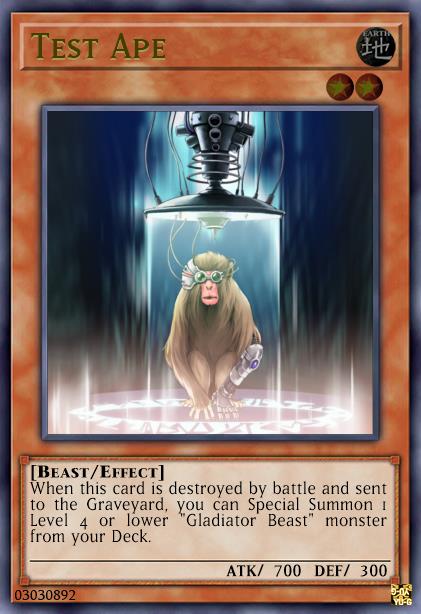 Test Ape
EARTH
地
[Beast/Effect]
When this card is destroyed by battle and sent
to the Graveyard, you can Special Summon 1
Level 4 or lower "Gladiator Beast" monster
from your Deck.
ATK/ 700 DEF/ 300
03030892